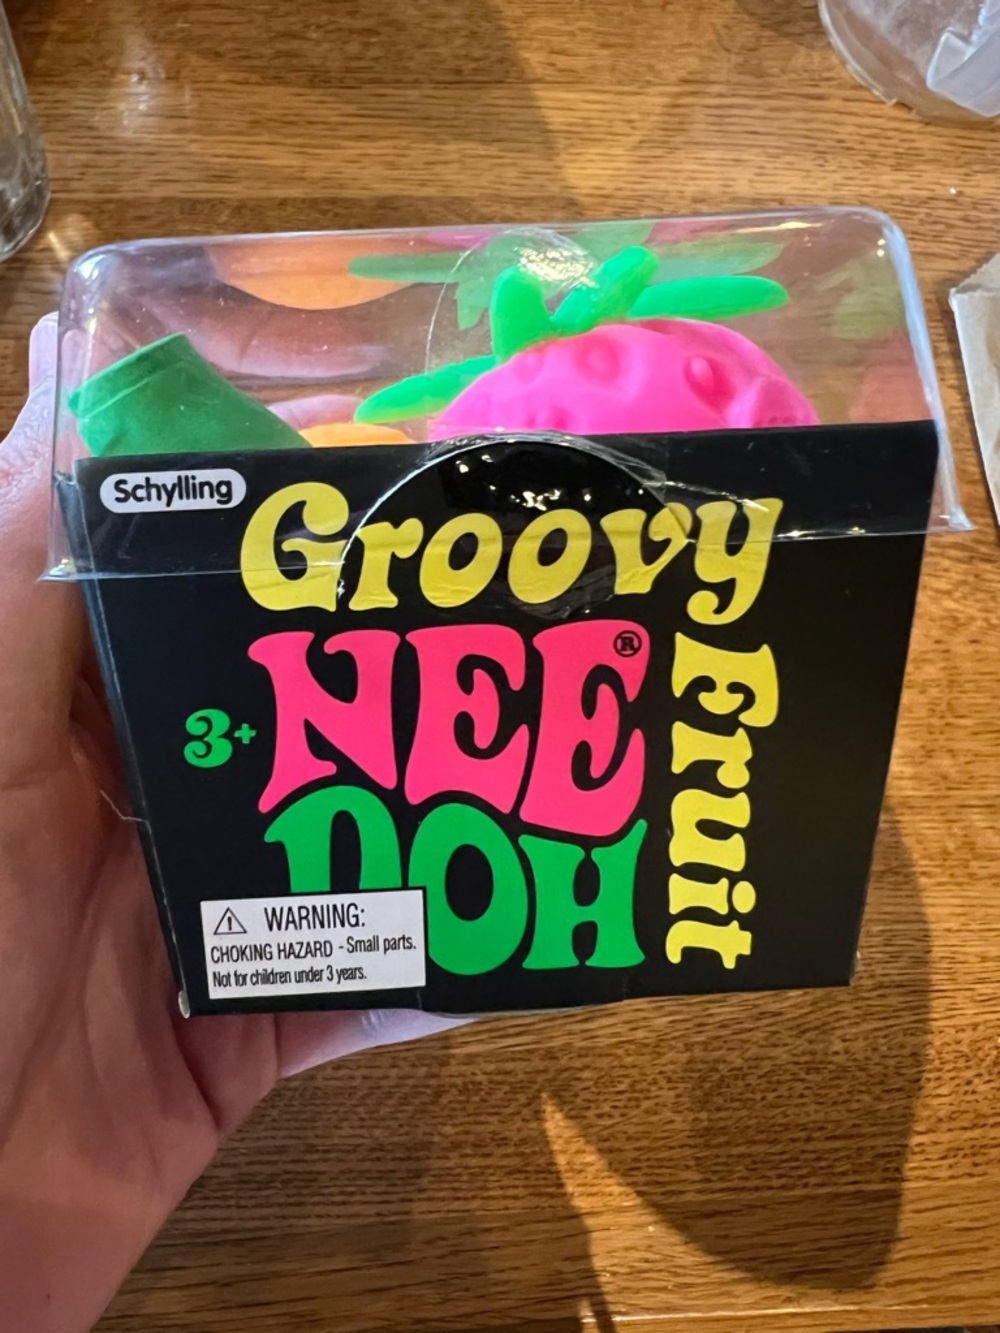 Schylling
Groovy
Fruit
NEE®
DOH
3+
⚠ WARNING:
CHOKING HAZARD - Small parts.
Not for children under 3 years.